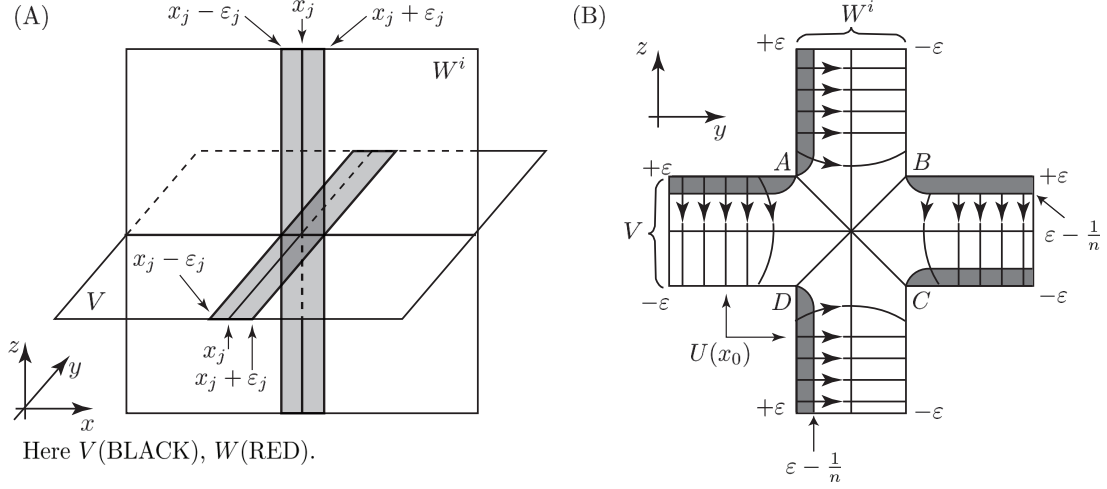 (A)
x_j − ε_j
x_j
x_j + ε_j
W^i
x_j − ε_j
V
x_j
x_j + ε_j
z
y
x
Here V(BLACK), W(RED).
(B)
W^i
+ε
−ε
z
y
A
B
+ε
+ε
V
ε − 1/n
−ε
D
C
−ε
U(x_0)
+ε
−ε
ε − 1/n